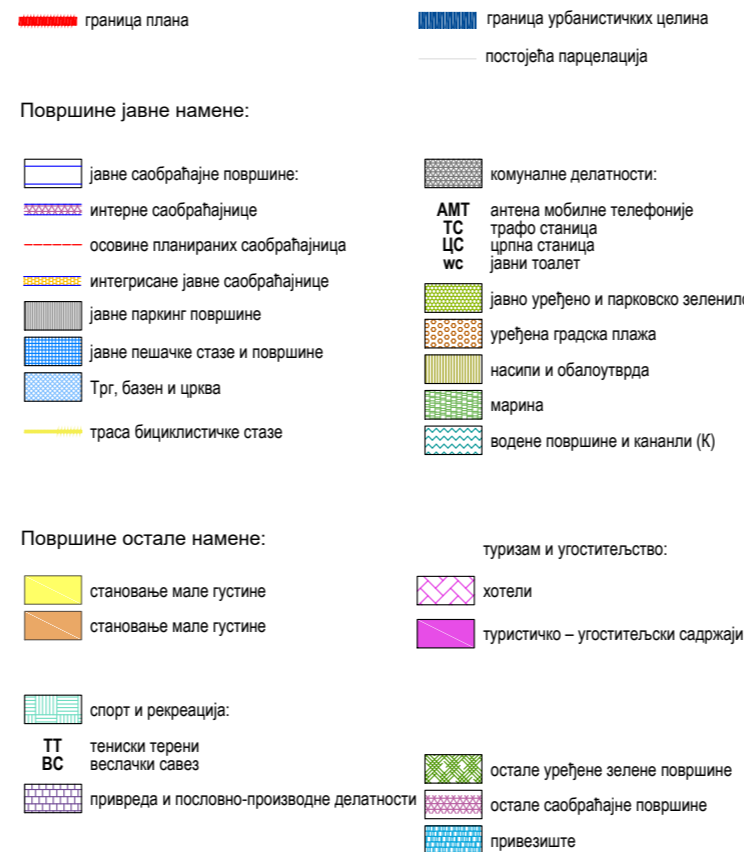 граница плана
граница урбанистичких целина
постојећа парцелација
Површине јавне намене:
јавне саобраћајне површине:
интерне саобраћајнице
осовине планираних саобраћајница
интегрисане јавне саобраћајнице
јавне паркинг површине
јавне пешачке стазе и површине
Трг, базен и црква
траса бициклистичке стазе
комуналне делатности:
АМТ антена мобилне телефоније
ТС трафо станица
ЦС црпна станица
wc јавни тоалет
јавно уређено и парковско зеленило
уређена градска плажа
насипи и обалоутврда
марина
водене површине и кананли (К)
Површине остале намене:
становање мале густине
становање мале густине
туризам и угоститељство:
хотели
туристичко – угоститељски садржаји
спорт и рекреација:
ТТ тениски терени
ВС веслачки савез
привреда и пословно-производне делатности
остале уређене зелене површине
остале саобраћајне површине
привезиште